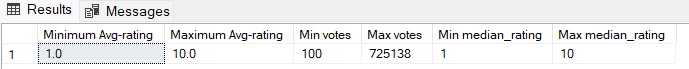 Results Messages
Minimum Avg-rating Maximum Avg-rating Min votes Max votes Min median_rating Max median_rating
1 1.0 10.0 100 725138 1 10